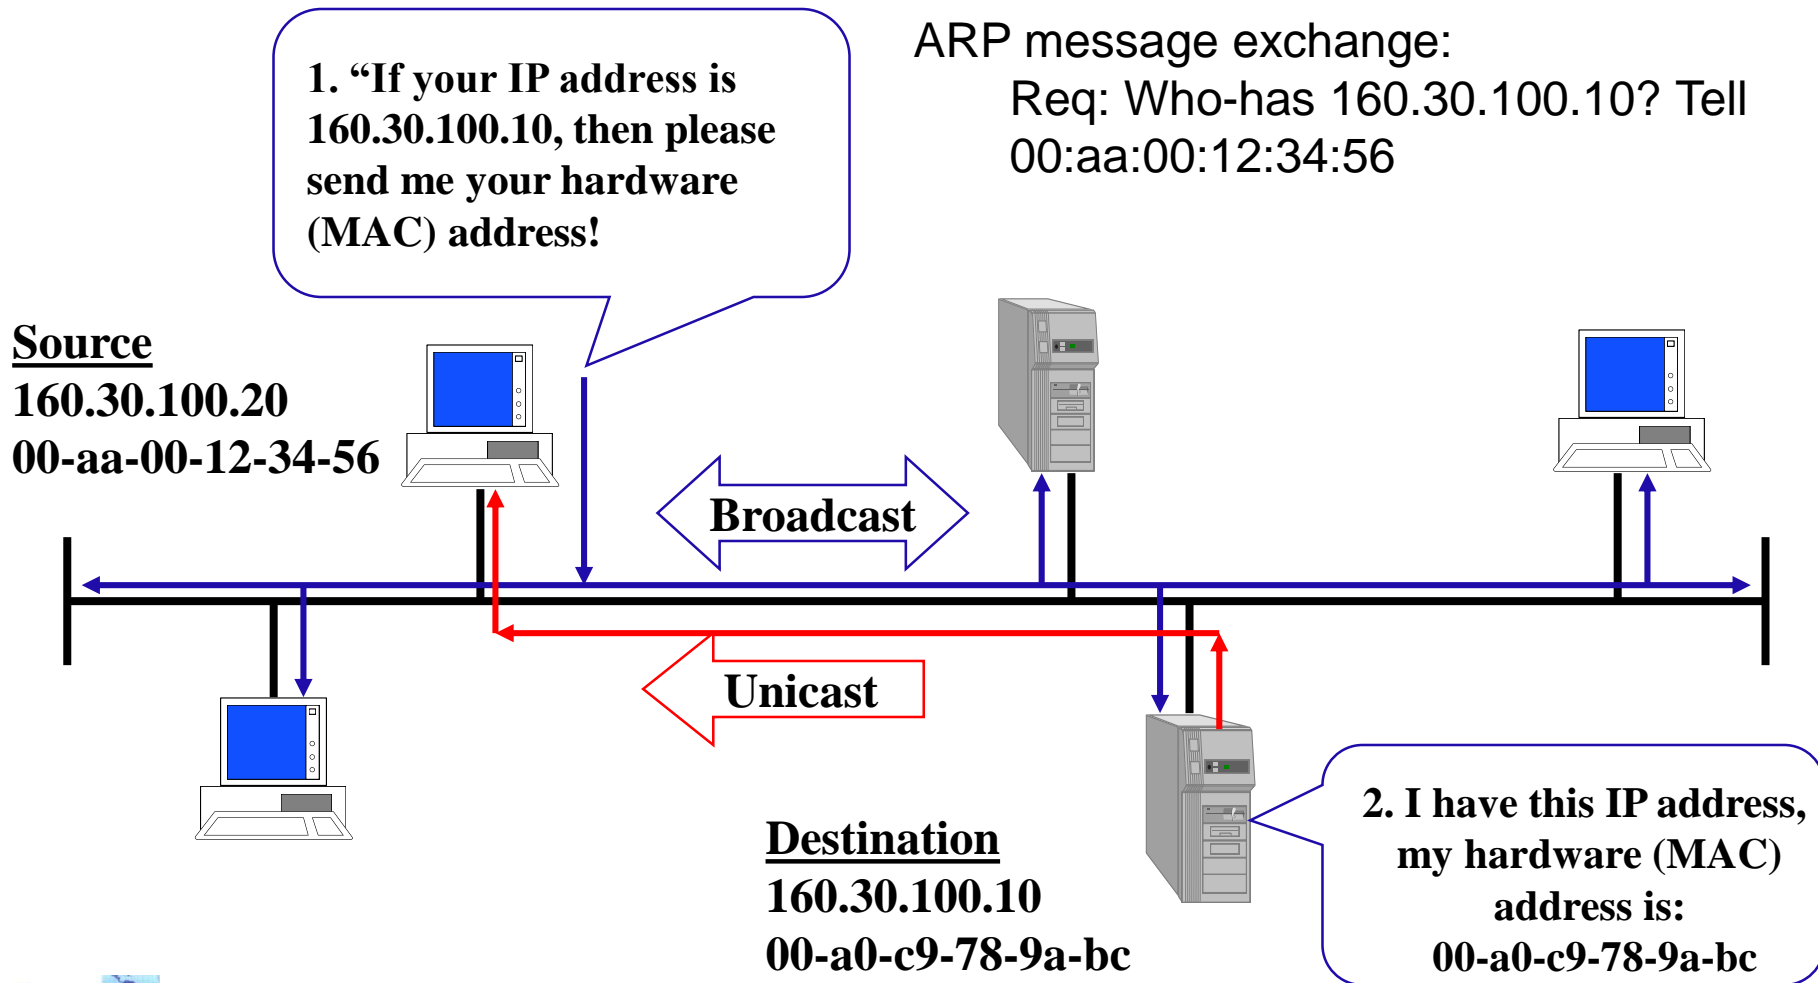 ARP message exchange:
Req: Who-has 160.30.100.10? Tell
00:aa:00:12:34:56
1. “If your IP address is
160.30.100.10, then please
send me your hardware
(MAC) address!
Source
160.30.100.20
00-aa-00-12-34-56
Broadcast
Unicast
Destination
160.30.100.10
00-a0-c9-78-9a-bc
2. I have this IP address,
my hardware (MAC)
address is:
00-a0-c9-78-9a-bc